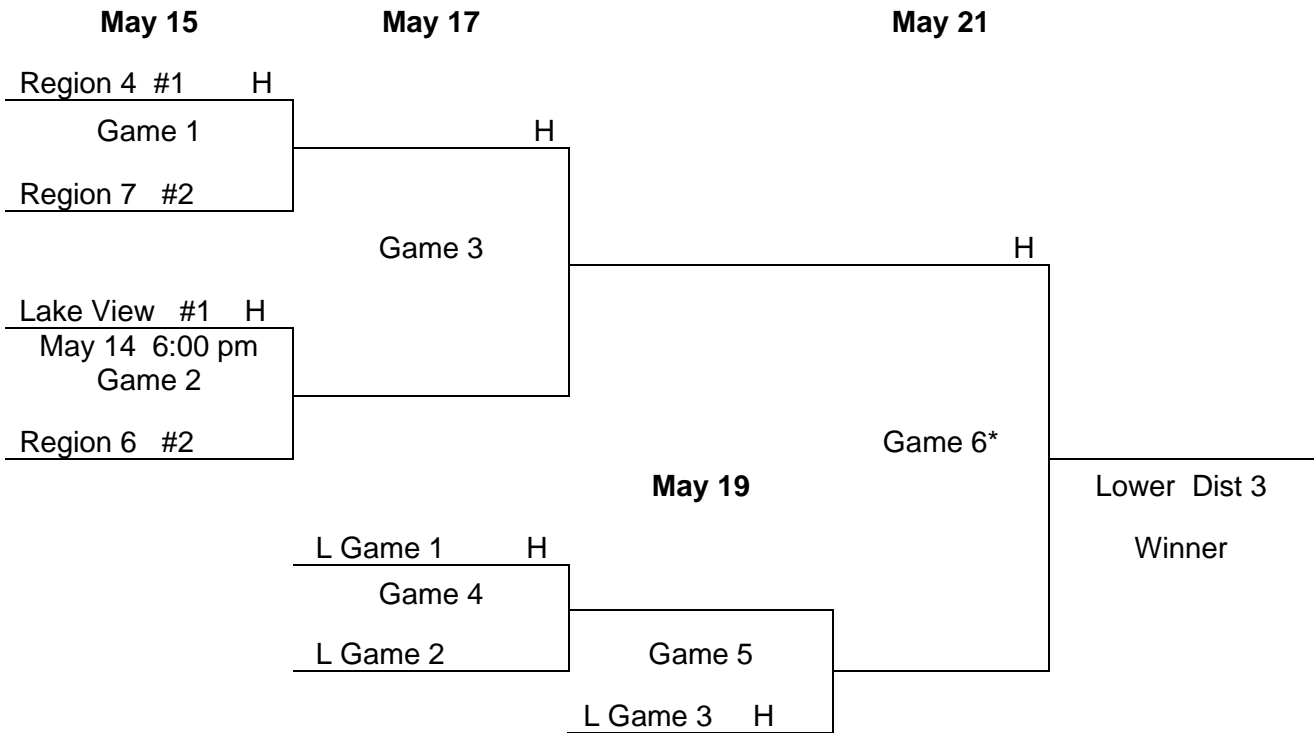 May 15 May 17 May 21
Region 4 #1 H
Game 1 H
Region 7 #2
Game 3 H
Lake View #1 H
May 14 6:00 pm
Game 2
Region 6 #2 Game 6*
May 19 Lower Dist 3
L Game 1 H Winner
Game 4
L Game 2 Game 5
L Game 3 H